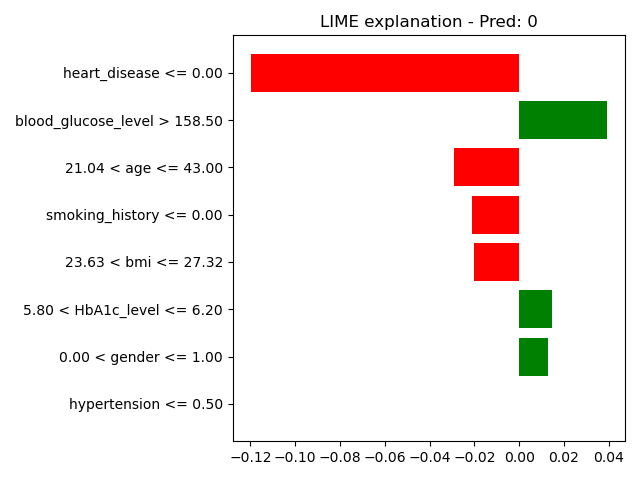 LIME explanation - Pred: 0
heart_disease <= 0.00
blood_glucose_level > 158.50
21.04 < age <= 43.00
smoking_history <= 0.00
23.63 < bmi <= 27.32
5.80 < HbA1c_level <= 6.20
0.00 < gender <= 1.00
hypertension <= 0.50
−0.12 −0.10 −0.08 −0.06 −0.04 −0.02 0.00 0.02 0.04